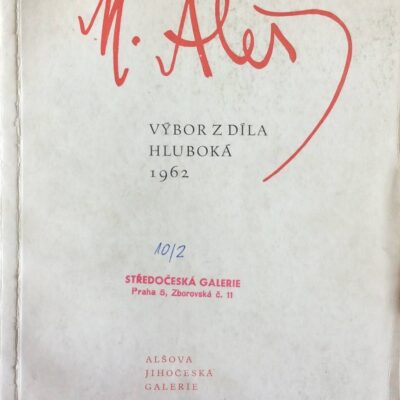 M. Aleš
VÝBOR Z DÍLA
HLUBOKÁ
1962
10/2
STŘEDOČESKÁ GALERIE
Praha 5, Zborovská č. 11
ALŠOVA
JIHOČESKÁ
GALERIE